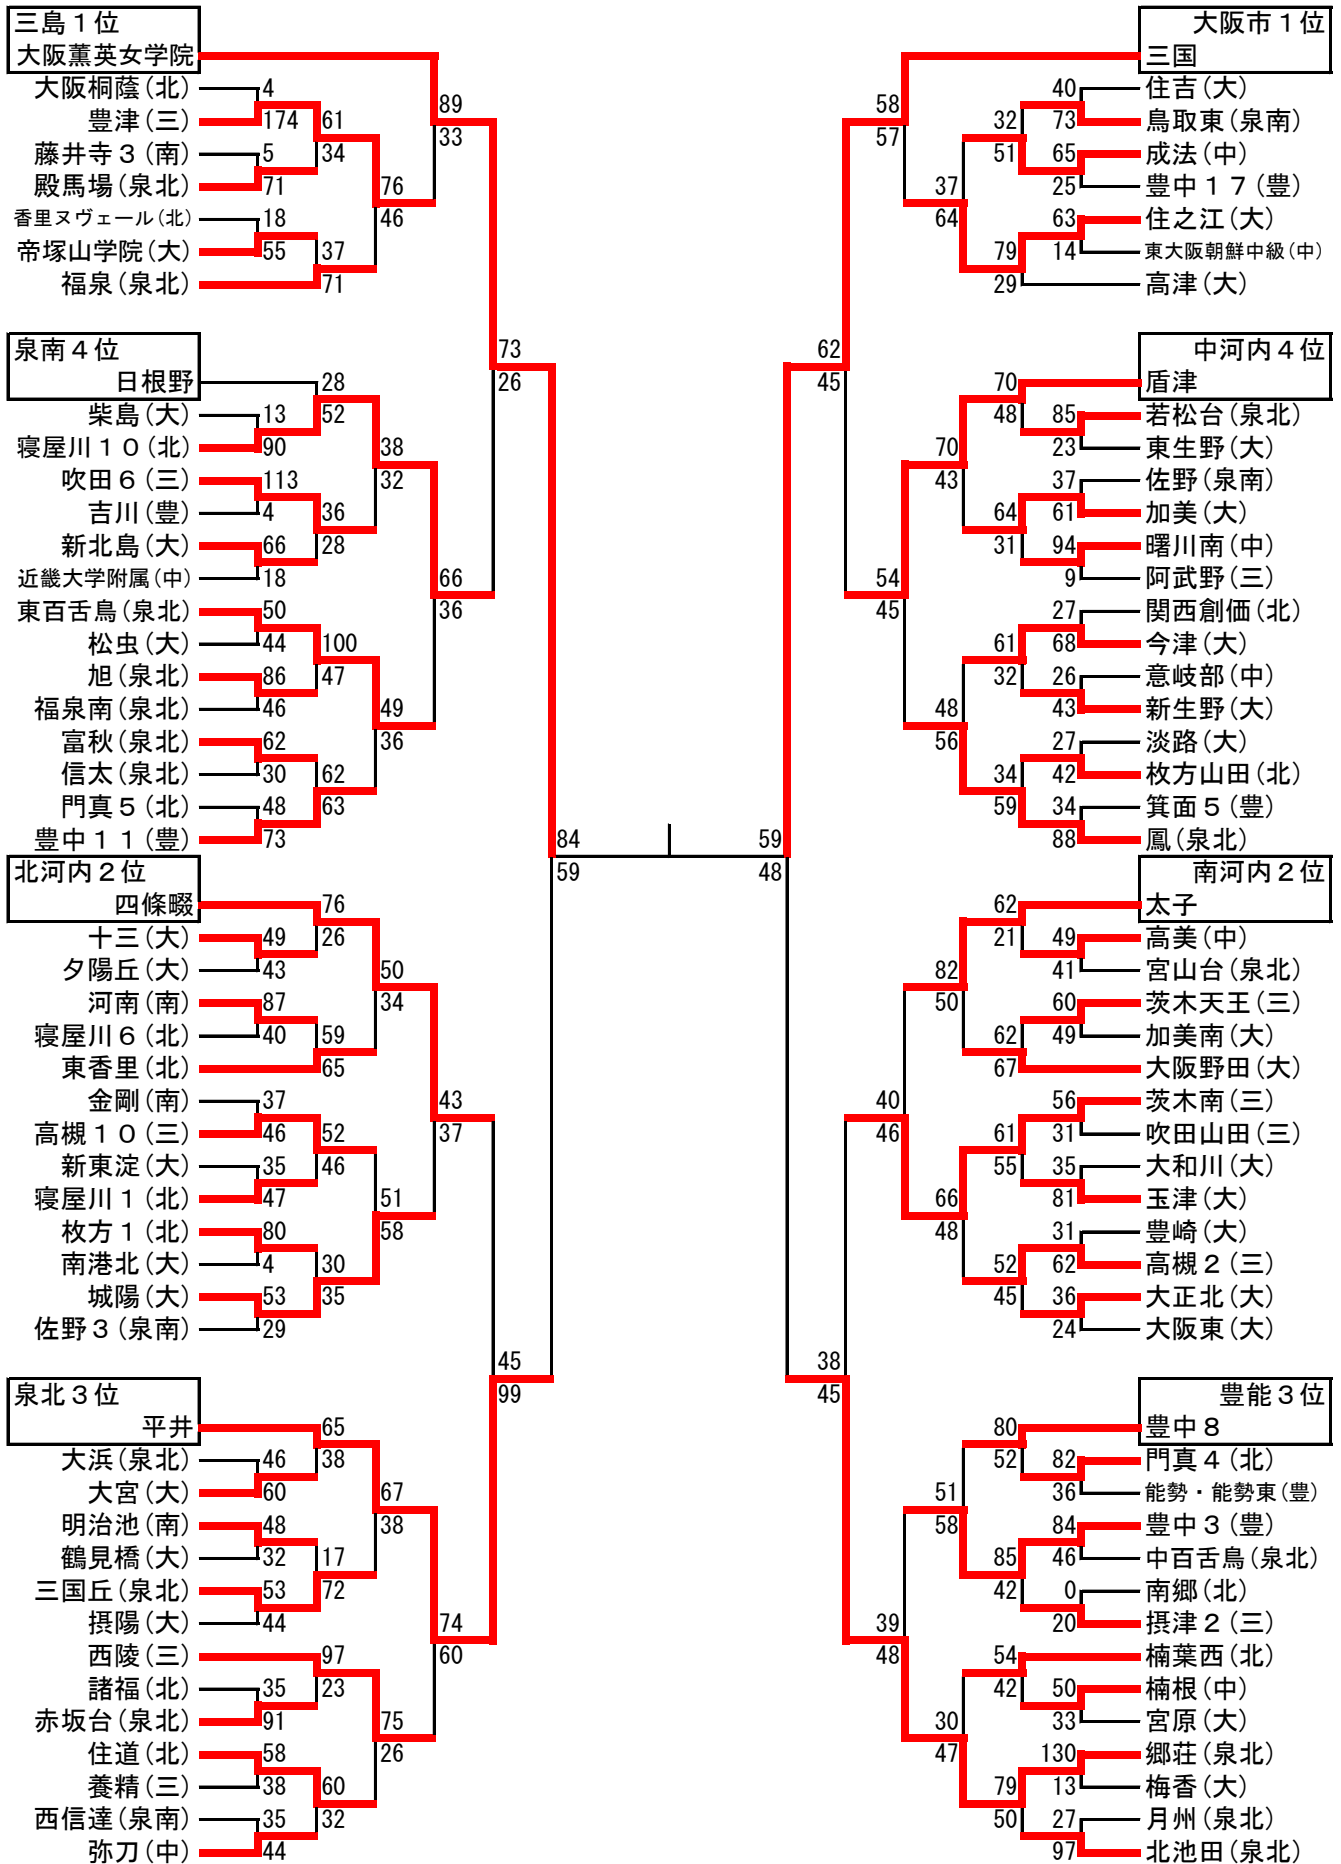 三島１位
大阪薫英女学院
大阪桐蔭(北) 4
豊津(三) 174
藤井寺３(南) 5
殿馬場(泉北) 71
香里ヌヴェール(北) 18
帝塚山学院(大) 55
福泉(泉北)
61
34
37
71
76
46
89
33
泉南４位
日根野
柴島(大) 13
寝屋川１０(北) 90
吹田６(三) 113
吉川(豊) 4
新北島(大) 66
近畿大学附属(中) 18
東百舌鳥(泉北) 50
松虫(大) 44
旭(泉北) 86
福泉南(泉北) 46
富秋(泉北) 62
信太(泉北) 30
門真５(北) 48
豊中１１(豊) 73
28
52
36
28
100
47
62
63
38
32
49
36
66
36
73
26
北河内２位
四條畷
十三(大) 49
夕陽丘(大) 43
河南(南) 87
寝屋川６(北) 40
東香里(北)
金剛(南) 37
高槻１０(三) 46
新東淀(大) 35
寝屋川１(北) 47
枚方１(北) 80
南港北(大) 4
城陽(大) 53
佐野３(泉南) 29
76
26
59
65
52
46
30
35
50
34
51
58
43
37
泉北３位
平井
大浜(泉北) 46
大宮(大) 60
明治池(南) 48
鶴見橋(大) 32
三国丘(泉北) 53
摂陽(大) 44
西陵(三)
諸福(北) 35
赤坂台(泉北) 91
住道(北) 58
養精(三) 38
西信達(泉南) 35
弥刀(中) 44
65
38
17
72
97
23
60
32
67
38
75
26
74
60
45
99
84
59
大阪市１位
三国
40 住吉(大)
73 鳥取東(泉南)
65 成法(中)
25 豊中１７(豊)
63 住之江(大)
14 東大阪朝鮮中級(中)
高津(大)
32
51
79
29
37
64
58
57
中河内４位
盾津
85 若松台(泉北)
23 東生野(大)
37 佐野(泉南)
61 加美(大)
94 曙川南(中)
9 阿武野(三)
27 関西創価(北)
68 今津(大)
26 意岐部(中)
43 新生野(大)
27 淡路(大)
42 枚方山田(北)
34 箕面５(豊)
88 鳳(泉北)
70
48
64
31
61
32
34
59
70
43
48
56
54
45
62
45
南河内２位
太子
49 高美(中)
41 宮山台(泉北)
60 茨木天王(三)
49 加美南(大)
大阪野田(大)
56 茨木南(三)
31 吹田山田(三)
35 大和川(大)
81 玉津(大)
31 豊崎(大)
62 高槻２(三)
36 大正北(大)
24 大阪東(大)
62
21
62
67
61
55
52
45
82
50
66
48
40
46
豊能３位
豊中８
82 門真４(北)
36 能勢・能勢東(豊)
84 豊中３(豊)
46 中百舌鳥(泉北)
0 南郷(北)
20 摂津２(三)
楠葉西(北)
50 楠根(中)
33 宮原(大)
130 郷荘(泉北)
13 梅香(大)
27 月州(泉北)
97 北池田(泉北)
80
52
85
42
54
42
79
50
51
58
30
47
39
48
38
45
59
48